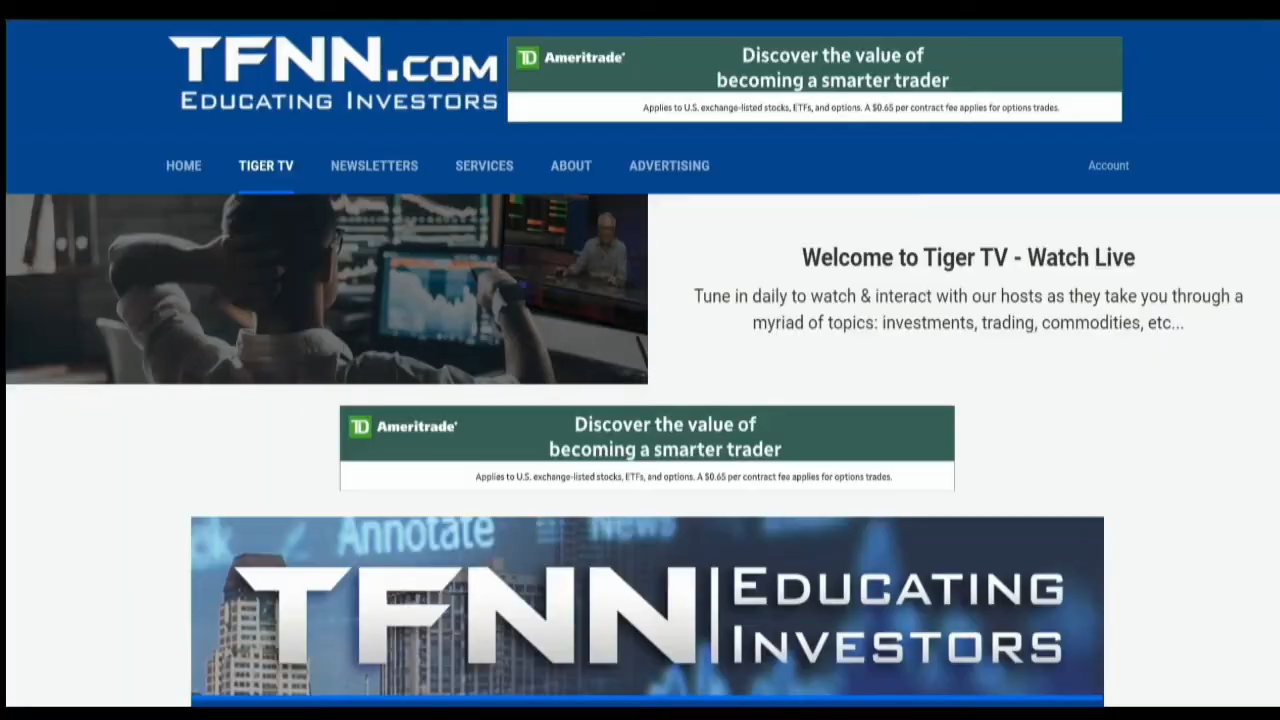 TFNN.COM
EDUCATING INVESTORS
TD Ameritrade®
Discover the value of
becoming a smarter trader
Applies to U.S. exchange-listed stocks, ETFs, and options. A $0.65 per contract fee applies for options trades.
HOME TIGER TV NEWSLETTERS SERVICES ABOUT ADVERTISING Account
Welcome to Tiger TV - Watch Live
Tune in daily to watch & interact with our hosts as they take you through a
myriad of topics: investments, trading, commodities, etc...
TD Ameritrade®
Discover the value of
becoming a smarter trader
Applies to U.S. exchange-listed stocks, ETFs, and options. A $0.65 per contract fee applies for options trades.
Annotate News
TFNN EDUCATING
INVESTORS